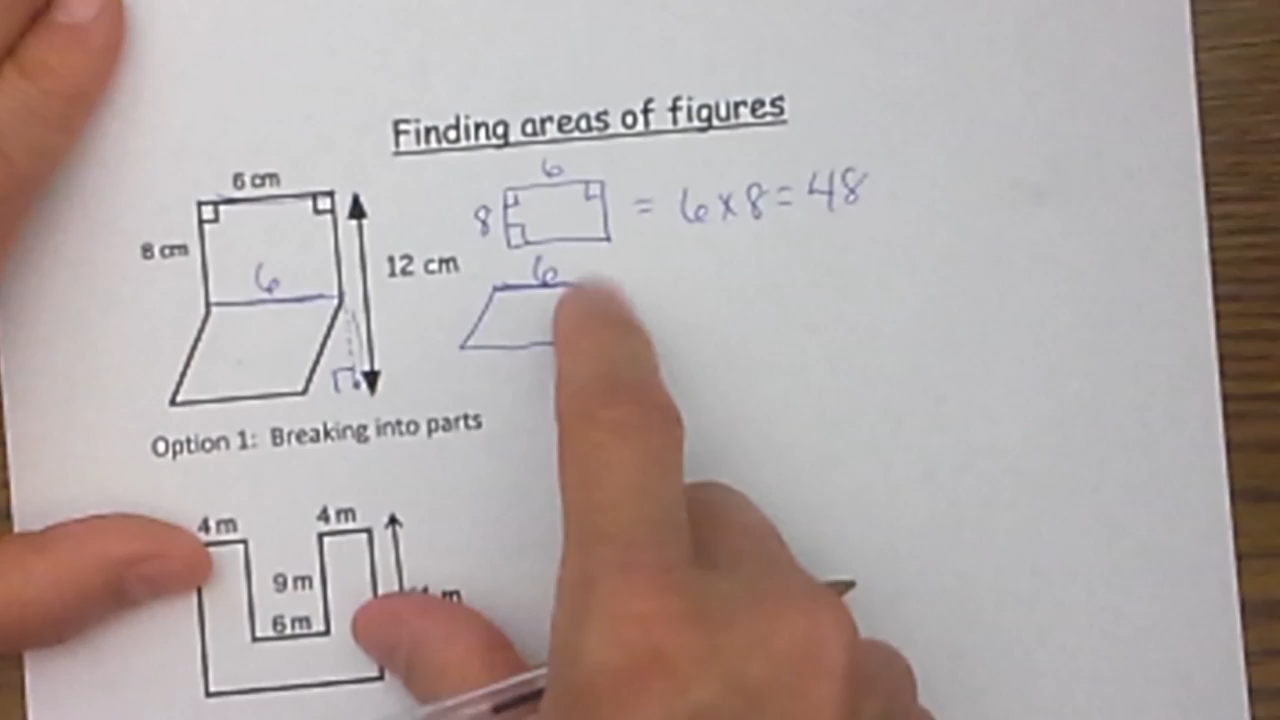 Finding areas of figures
6 cm
6
8 cm
8
= 6 x 8 = 48
6
12 cm
6
Option 1: Breaking into parts
4 m
4 m
9 m
6 m
m